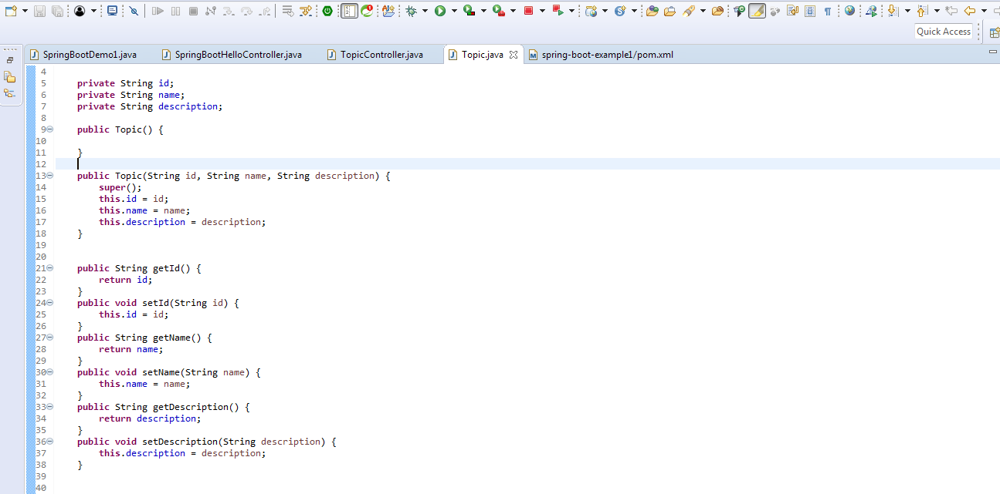 Quick Access
SpringBootDemo1.java SpringBootHelloController.java TopicController.java Topic.java spring-boot-example1/pom.xml
4
5 private String id;
6 private String name;
7 private String description;
8
9 public Topic() {
10
11 }
12
13 public Topic(String id, String name, String description) {
14 super();
15 this.id = id;
16 this.name = name;
17 this.description = description;
18 }
19
20
21 public String getId() {
22 return id;
23 }
24 public void setId(String id) {
25 this.id = id;
26 }
27 public String getName() {
28 return name;
29 }
30 public void setName(String name) {
31 this.name = name;
32 }
33 public String getDescription() {
34 return description;
35 }
36 public void setDescription(String description) {
37 this.description = description;
38 }
39
40